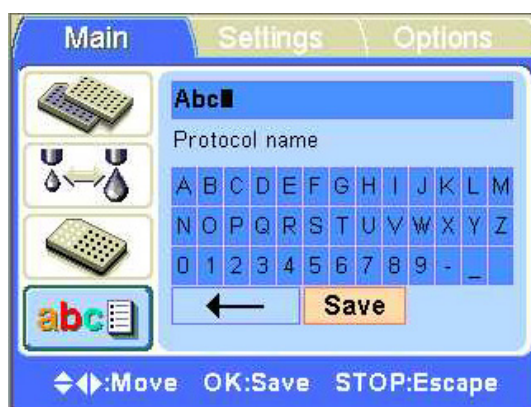 Main Settings Options
Abc
Protocol name
A B C D E F G H I J K L M
N O P Q R S T U V W X Y Z
0 1 2 3 4 5 6 7 8 9 - _
abc
← Save
:Move OK:Save STOP:Escape